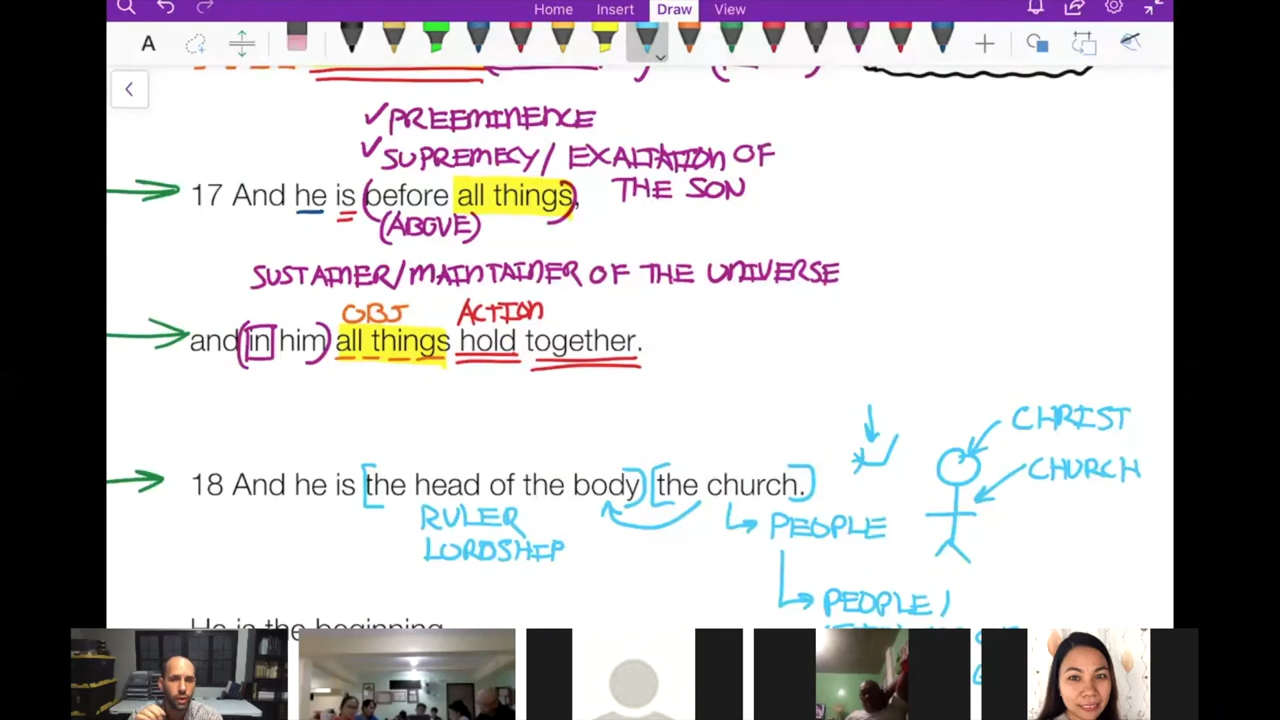 Home Insert Draw View
A
✓PREEMINENCE
✓SUPREMECY/ EXALTATION OF
THE SON
17 And he is (before all things),
(ABOVE)
SUSTAINER/MAINTAINER OF THE UNIVERSE
OBJ ACTION
and (in him) all things hold together.
CHRIST
CHURCH
18 And he is [the head of the body] [the church.]
RULER
PEOPLE
LORDSHIP
PEOPLE
He is the beginning